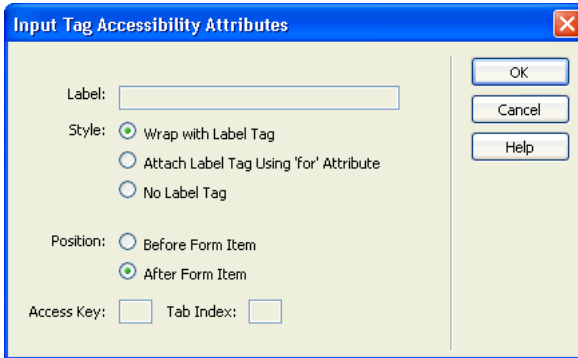 Input Tag Accessibility Attributes
OK
Label:
Cancel
Style: Wrap with Label Tag
Help
Attach Label Tag Using 'for' Attribute
No Label Tag
Position: Before Form Item
After Form Item
Access Key: Tab Index: